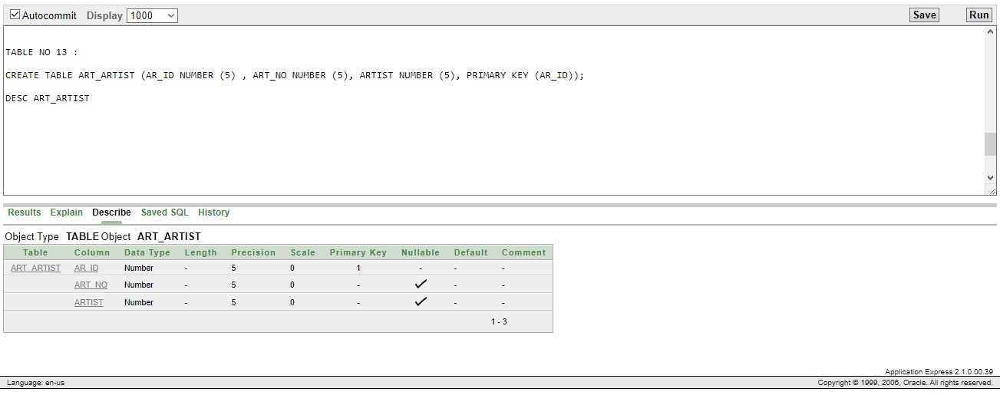 Autocommit Display 1000 Save Run
TABLE NO 13 :
CREATE TABLE ART_ARTIST (AR_ID NUMBER (5) , ART_NO NUMBER (5), ARTIST NUMBER (5), PRIMARY KEY (AR_ID));
DESC ART_ARTIST
Results Explain Describe Saved SQL History
Object Type TABLE Object ART_ARTIST
Table Column Data Type Length Precision Scale Primary Key Nullable Default Comment
ART_ARTIST AR_ID Number - 5 0 1 - - -
ART_NO Number - 5 0 - - -
ARTIST Number - 5 0 - - -
1 - 3
Application Express 2.1.0.00.39
Language: en-us Copyright © 1999, 2006, Oracle. All rights reserved.